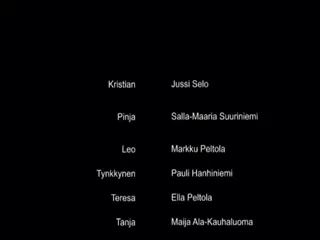 Kristian Jussi Selo
Pinja Salla-Maaria Suuriniemi
Leo Markku Peltola
Tynkkynen Pauli Hanhiniemi
Teresa Ella Peltola
Tanja Maija Ala-Kauhaluoma